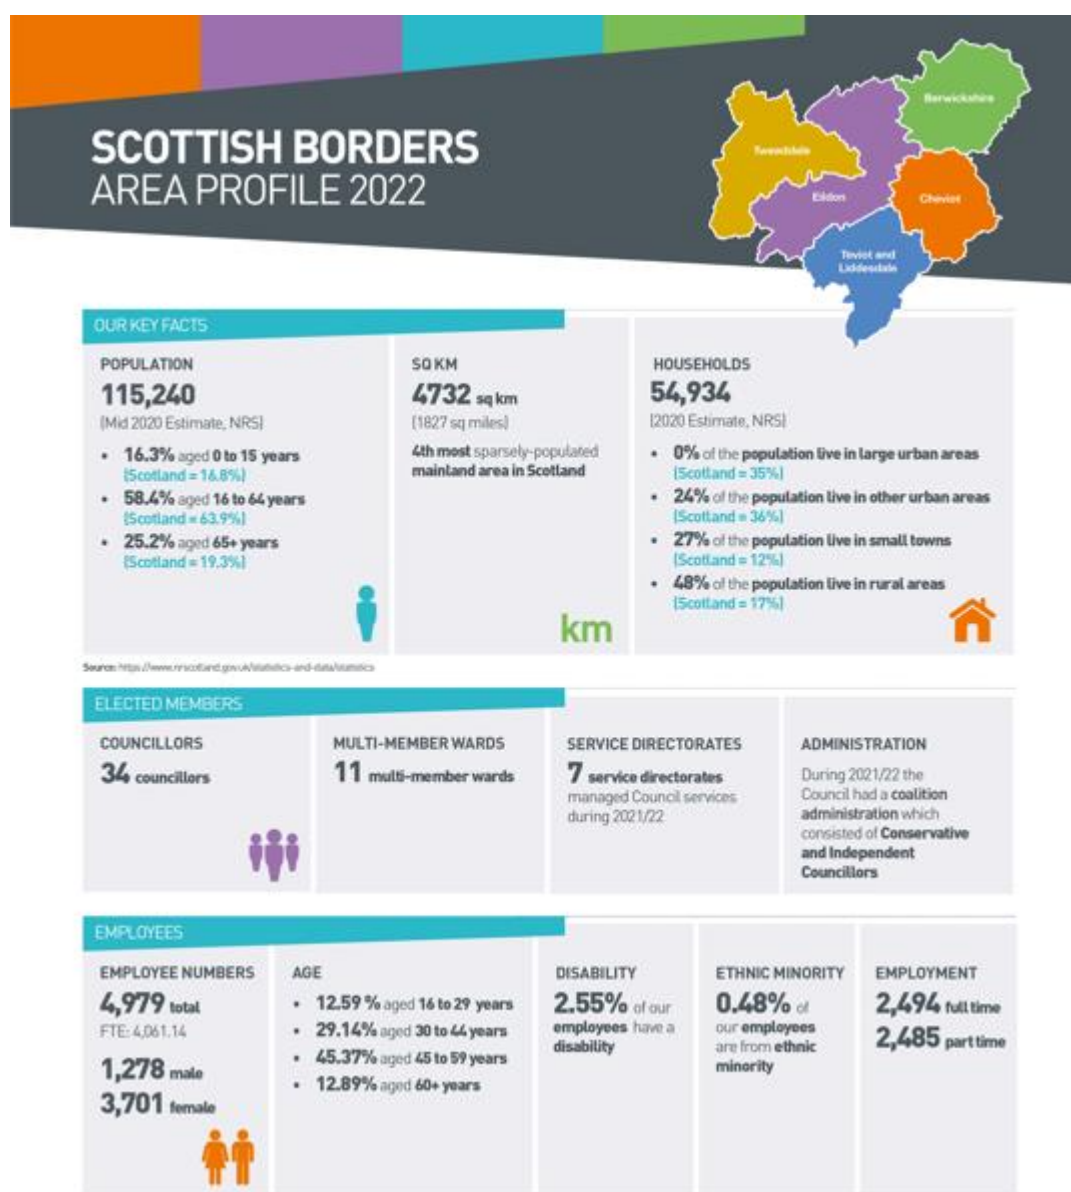 SCOTTISH BORDERS
AREA PROFILE 2022
Berwickshire
Tweeddale
Eildon
Cheviot
Teviot and
Liddesdale
OUR KEY FACTS
POPULATION
115,240
(Mid 2020 Estimate, NRS)
• 16.3% aged 0 to 15 years
(Scotland = 16.8%)
• 58.4% aged 16 to 64 years
(Scotland = 63.9%)
• 25.2% aged 65+ years
(Scotland = 19.3%)
SQ KM
4732 sq km
(1827 sq miles)
4th most sparsely-populated
mainland area in Scotland
km
HOUSEHOLDS
54,934
(2020 Estimate, NRS)
• 0% of the population live in large urban areas
(Scotland = 35%)
• 24% of the population live in other urban areas
(Scotland = 36%)
• 27% of the population live in small towns
(Scotland = 12%)
• 48% of the population live in rural areas
(Scotland = 17%)
Source: https://www.nrscotland.gov.uk/statistics-and-data/statistics
ELECTED MEMBERS
COUNCILLORS
34 councillors
MULTI-MEMBER WARDS
11 multi-member wards
SERVICE DIRECTORATES
7 service directorates
managed Council services
during 2021/22
ADMINISTRATION
During 2021/22 the
Council had a coalition
administration which
consisted of Conservative
and Independent
Councillors
EMPLOYEES
EMPLOYEE NUMBERS
4,979 total
FTE: 4,061.14
1,278 male
3,701 female
AGE
• 12.59 % aged 16 to 29 years
• 29.14% aged 30 to 44 years
• 45.37% aged 45 to 59 years
• 12.89% aged 60+ years
DISABILITY
2.55% of our
employees have a
disability
ETHNIC MINORITY
0.48% of
our employees
are from ethnic
minority
EMPLOYMENT
2,494 full time
2,485 part time